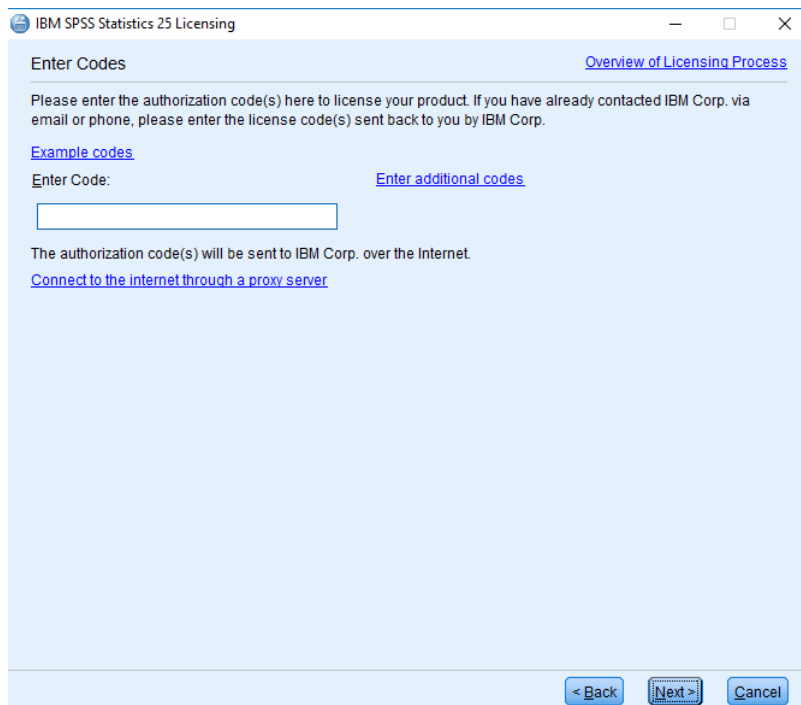 IBM SPSS Statistics 25 Licensing
Enter Codes
Overview of Licensing Process
Please enter the authorization code(s) here to license your product. If you have already contacted IBM Corp. via
email or phone, please enter the license code(s) sent back to you by IBM Corp.
Example codes
Enter Code:
Enter additional codes
The authorization code(s) will be sent to IBM Corp. over the Internet.
Connect to the internet through a proxy server
< Back
Next >
Cancel